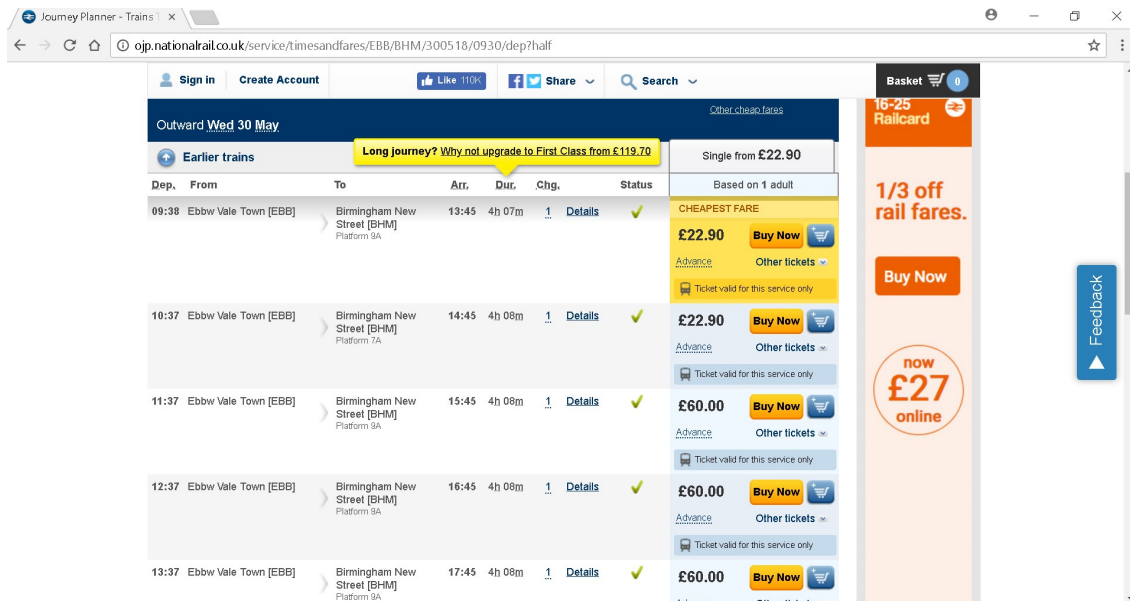 Journey Planner - Trains T
ojp.nationalrail.co.uk/service/timesandfares/EBB/BHM/300518/0930/dep?half
Sign in Create Account Like 110K Share Search Basket 0
Other cheap fares
Outward Wed 30 May
Earlier trains
Long journey? Why not upgrade to First Class from £119.70
Single from £22.90
Dep. From To Arr. Dur. Chg. Status Based on 1 adult
CHEAPEST FARE
09:38 Ebbw Vale Town [EBB] Birmingham New 13:45 4h 07m 1 Details
Street [BHM]
Platform 9A
£22.90 Buy Now
Advance Other tickets
Ticket valid for this service only
10:37 Ebbw Vale Town [EBB] Birmingham New 14:45 4h 08m 1 Details
Street [BHM]
Platform 7A
£22.90 Buy Now
Advance Other tickets
Ticket valid for this service only
11:37 Ebbw Vale Town [EBB] Birmingham New 15:45 4h 08m 1 Details
Street [BHM]
Platform 9A
£60.00 Buy Now
Advance Other tickets
Ticket valid for this service only
12:37 Ebbw Vale Town [EBB] Birmingham New 16:45 4h 08m 1 Details
Street [BHM]
Platform 9A
£60.00 Buy Now
Advance Other tickets
Ticket valid for this service only
13:37 Ebbw Vale Town [EBB] Birmingham New 17:45 4h 08m 1 Details
Street [BHM]
Platform 9A
£60.00 Buy Now
16-25
Railcard
1/3 off
rail fares.
Buy Now
now
£27
online
Feedback